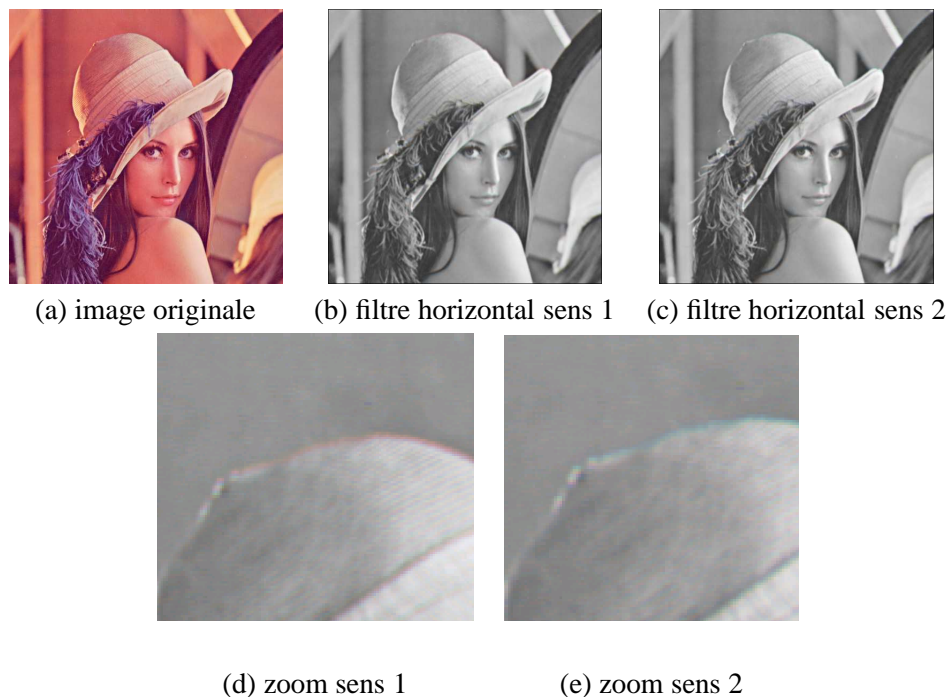 (a) image originale
(b) filtre horizontal sens 1
(c) filtre horizontal sens 2
(d) zoom sens 1
(e) zoom sens 2